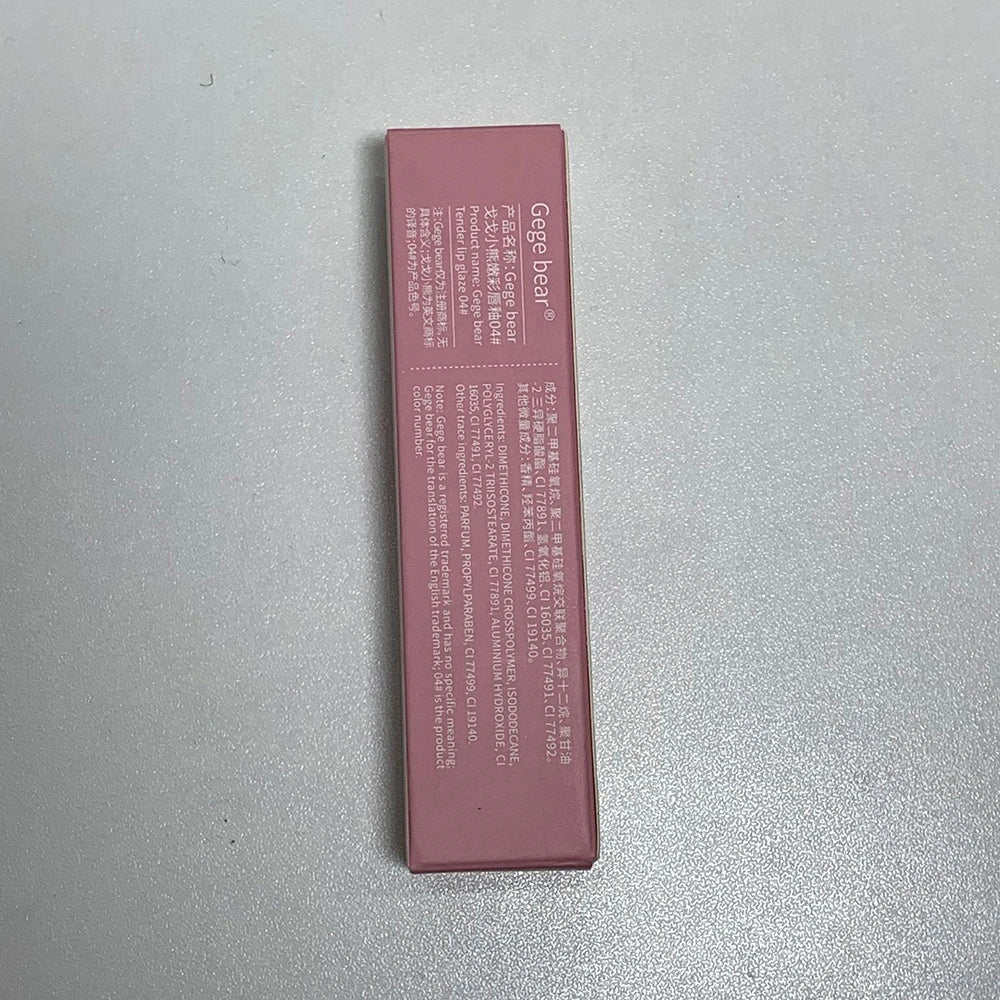 Gege bear®
产品名称：Gege bear
戈戈小熊嫩彩唇釉04#
Product name: Gege bear
Tender lip glaze 04#
注：Gege bear仅为注册商标，无
具体含义；戈戈小熊为英文商标
的译音；04#为产品色号。
成分：聚二甲基硅氧烷、聚二甲基硅氧烷交联聚合物、异十二烷、聚甘油
-2 三异硬脂酸酯、CI 77891、氢氧化铝、CI 16035、CI 77491、CI 77492。
其他微量成分：香精、羟苯丙酯、CI 77499、CI 19140。
Ingredients: DIMETHICONE, DIMETHICONE CROSSPOLYMER, ISODODECANE,
POLYGLYCERYL-2 TRIISOSTEARATE, CI 77891, ALUMINIUM HYDROXIDE, CI
16035, CI 77491, CI 77492.
Other trace ingredients: PARFUM, PROPYLPARABEN, CI 77499, CI 19140.
Note: Gege bear is a registered trademark and has no specific meaning;
Gege bear for the translation of the English trademark; 04# is the product
color number.